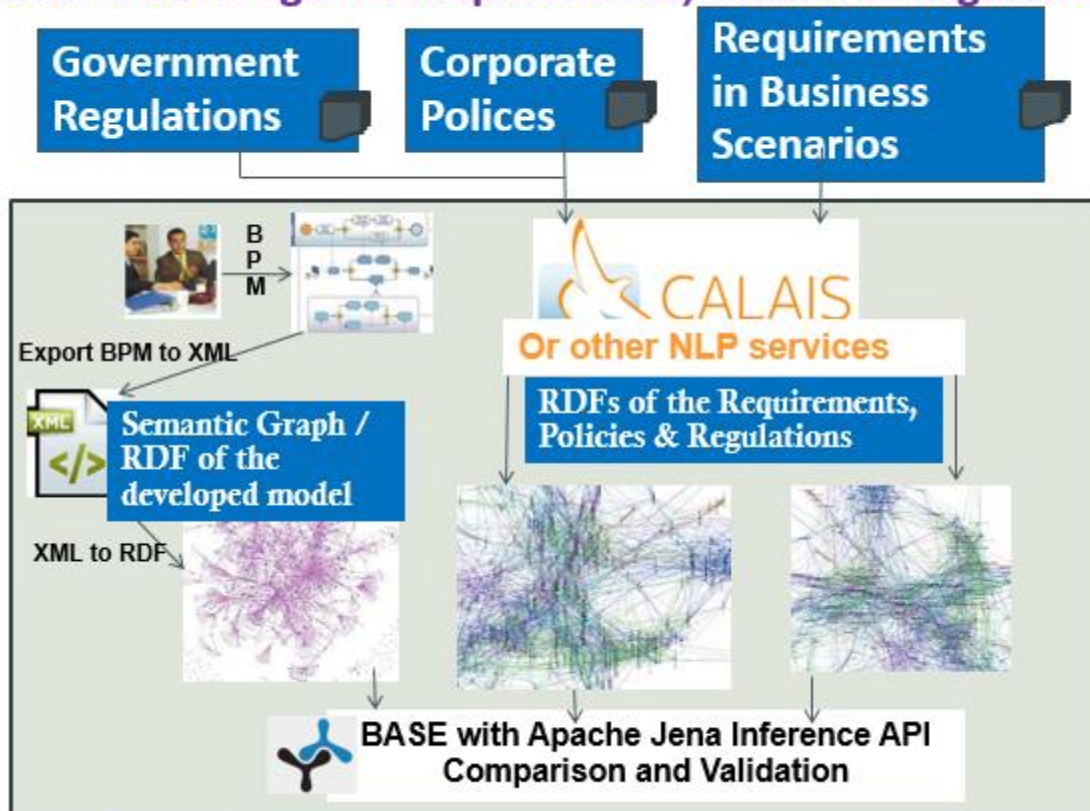 Government
Regulations
Corporate
Polices
Requirements
in Business
Scenarios
B
P
M
CALAIS
Or other NLP services
Export BPM to XML
XML
</>
Semantic Graph /
RDF of the
developed model
RDFs of the Requirements,
Policies & Regulations
XML to RDF
BASE with Apache Jena Inference API
Comparison and Validation